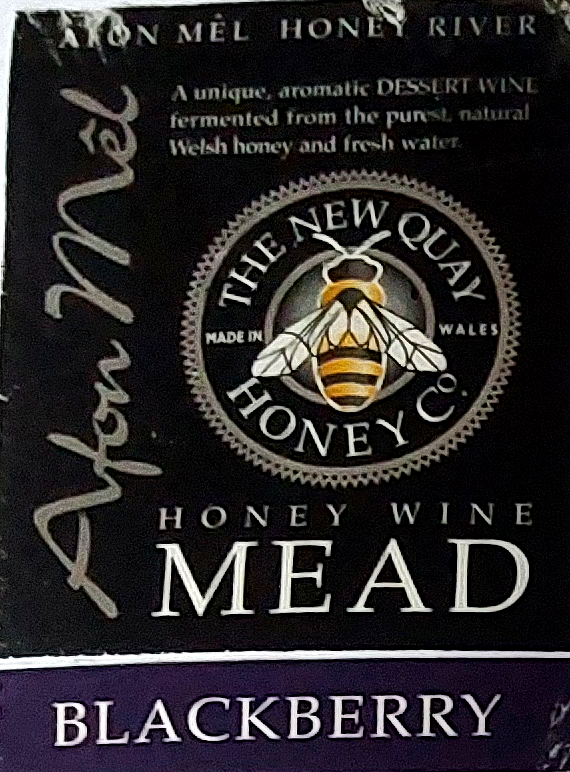 AFON MÊL HONEY RIVER
A unique, aromatic DESSERT WINE
fermented from the purest, natural
Welsh honey and fresh water.
Afon Mêl
THE NEW QUAY
MADE IN WALES
HONEY Co.
HONEY WINE
MEAD
BLACKBERRY